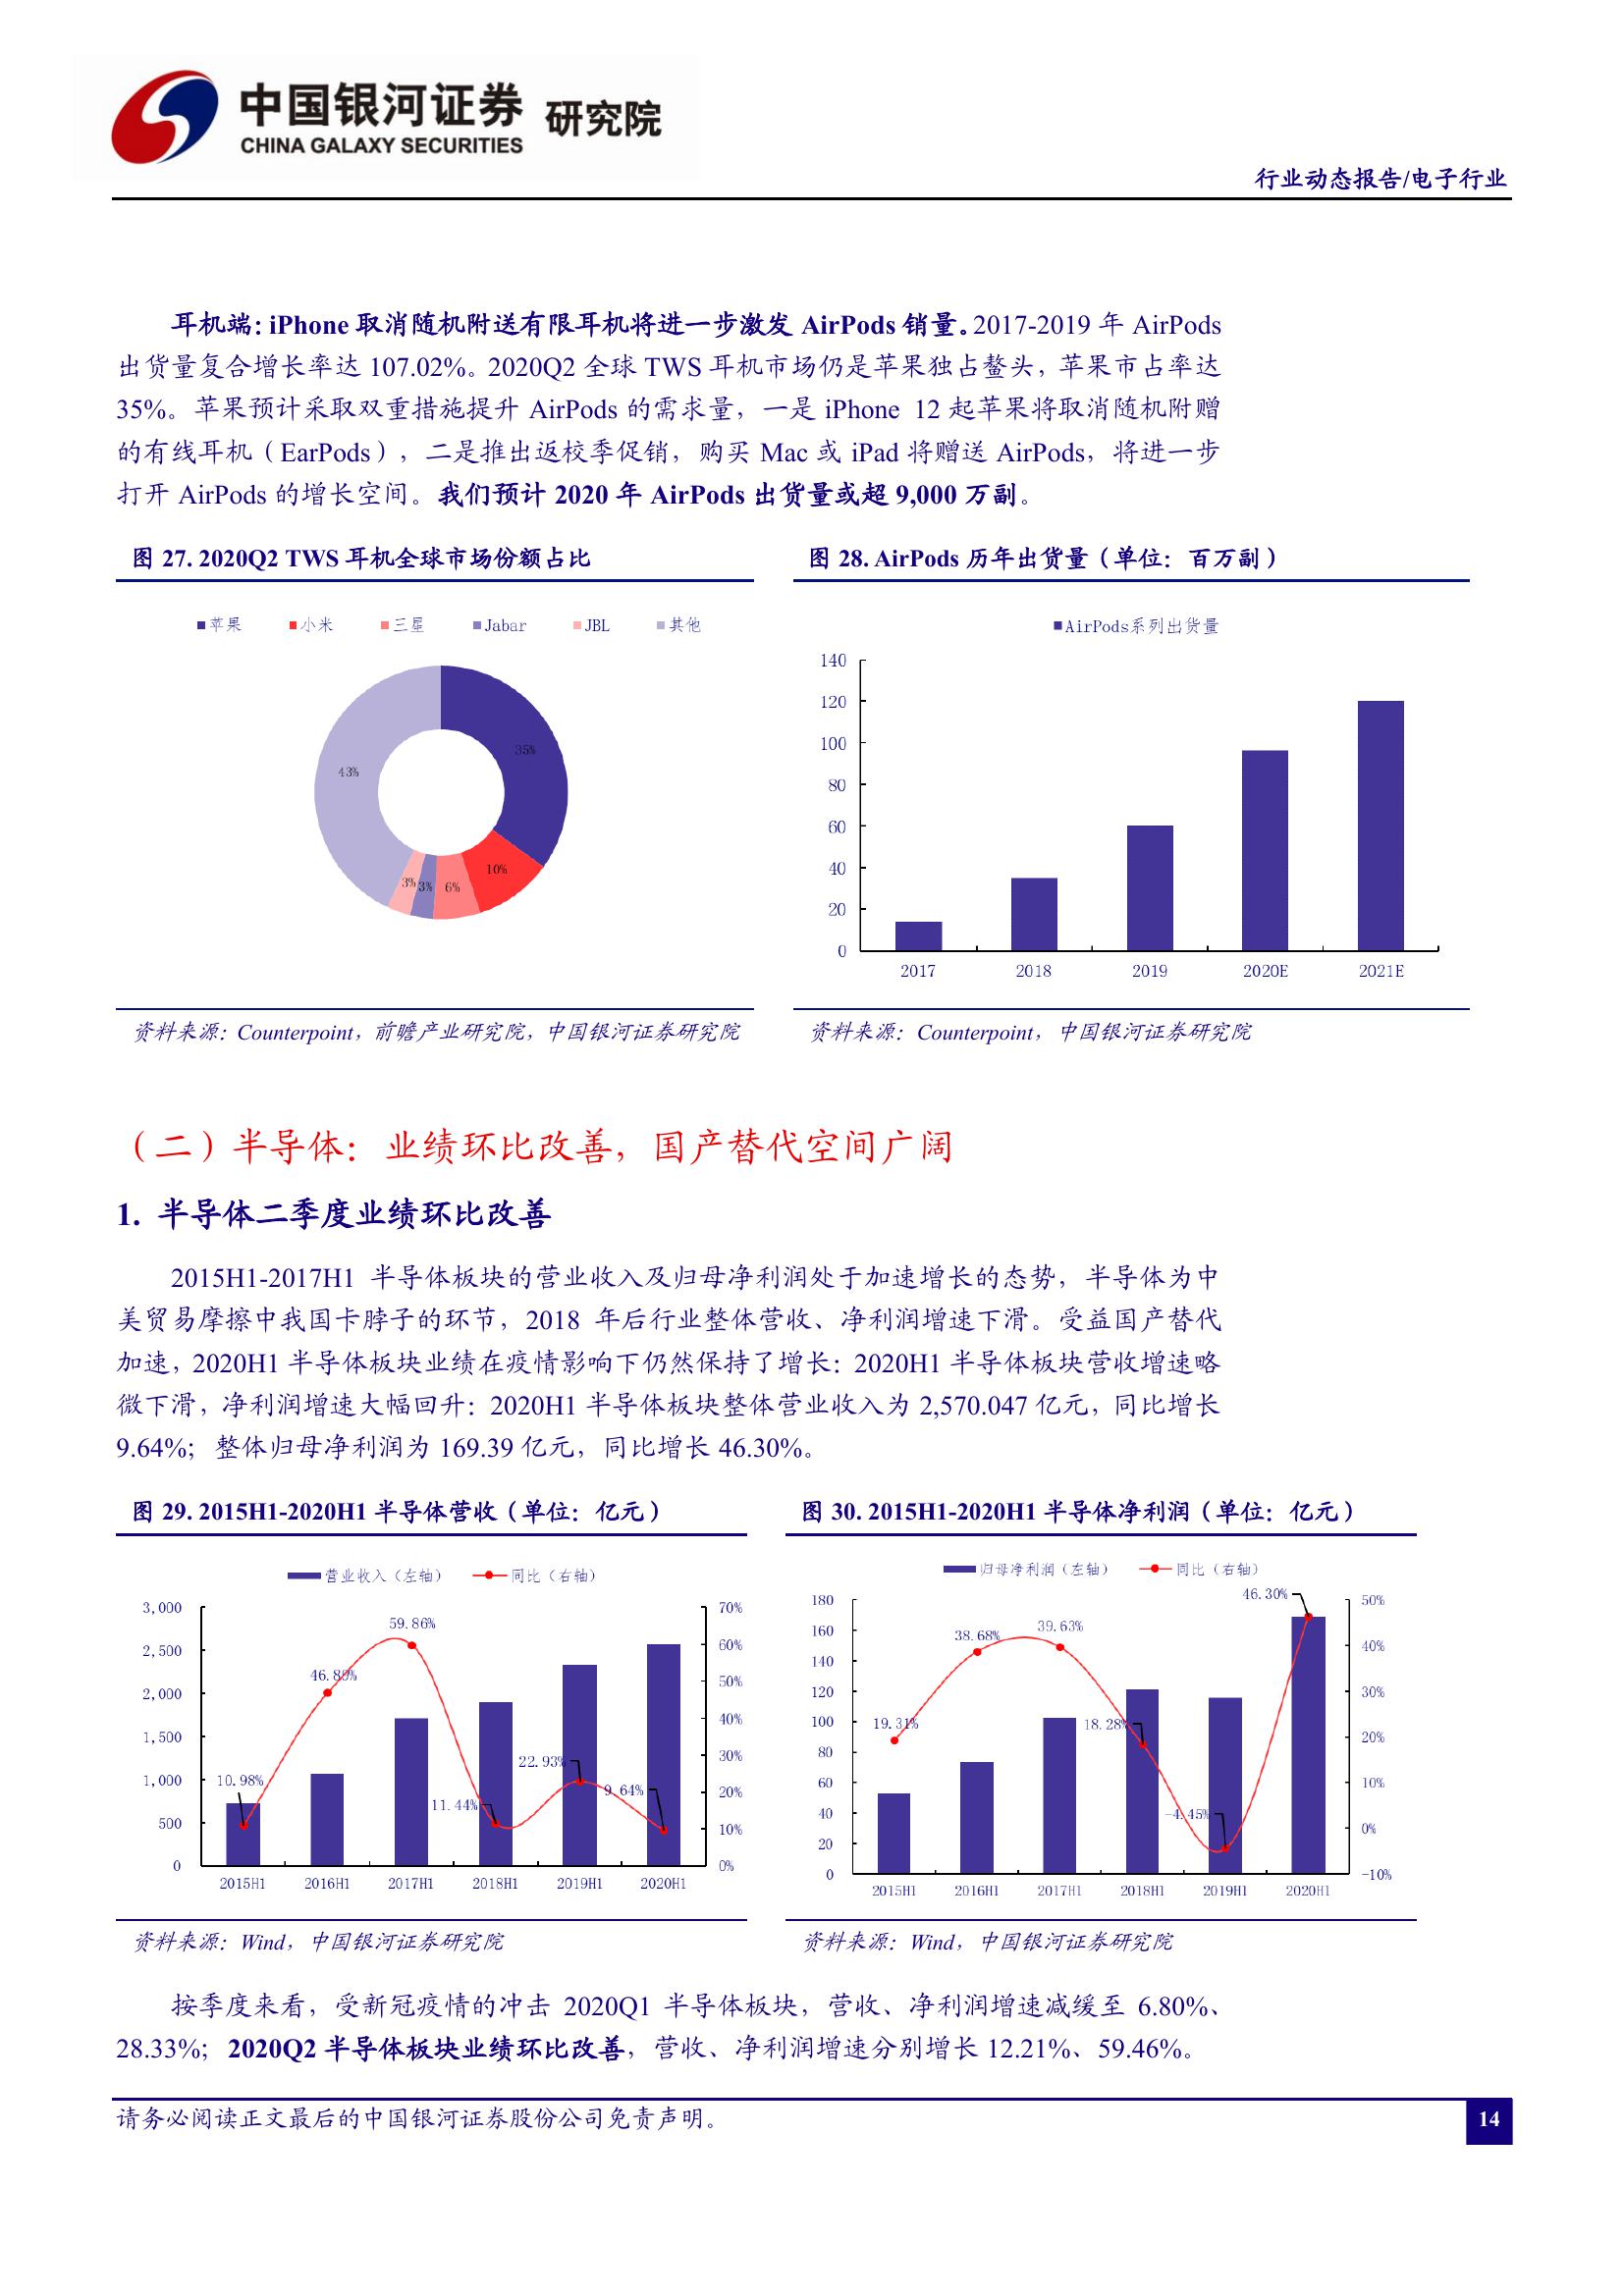 中国银河证券 研究院
CHINA GALAXY SECURITIES
行业动态报告/电子行业
耳机端：iPhone 取消随机附送有限耳机将进一步激发 AirPods 销量。2017-2019 年 AirPods
出货量复合增长率达 107.02%。2020Q2 全球 TWS 耳机市场仍是苹果独占鳌头，苹果市占率达
35%。苹果预计采取双重措施提升 AirPods 的需求量，一是 iPhone 12 起苹果将取消随机附赠
的有线耳机（EarPods），二是推出返校季促销，购买 Mac 或 iPad 将赠送 AirPods，将进一步
打开 AirPods 的增长空间。我们预计 2020 年 AirPods 出货量或超 9,000 万副。
图 27. 2020Q2 TWS 耳机全球市场份额占比
苹果 小米 三星 Jabar JBL 其他
35%
43%
10%
3% 3% 6%
资料来源：Counterpoint，前瞻产业研究院，中国银河证券研究院
图 28. AirPods 历年出货量（单位：百万副）
AirPods系列出货量
140
120
100
80
60
40
20
0
2017 2018 2019 2020E 2021E
资料来源：Counterpoint，中国银河证券研究院
（二）半导体：业绩环比改善，国产替代空间广阔
1. 半导体二季度业绩环比改善
2015H1-2017H1 半导体板块的营业收入及归母净利润处于加速增长的态势，半导体为中
美贸易摩擦中我国卡脖子的环节，2018 年后行业整体营收、净利润增速下滑。受益国产替代
加速，2020H1 半导体板块业绩在疫情影响下仍然保持了增长：2020H1 半导体板块营收增速略
微下滑，净利润增速大幅回升：2020H1 半导体板块整体营业收入为 2,570.047 亿元，同比增长
9.64%；整体归母净利润为 169.39 亿元，同比增长 46.30%。
图 29. 2015H1-2020H1 半导体营收（单位：亿元）
营业收入（左轴） 同比（右轴）
3,000 70%
2,500 60%
2,000 50%
1,500 40%
1,000 30%
500 20%
0 10%
0%
10.98% 59.86% 11.44% 22.93% 9.64%
2015H1 2016H1 2017H1 2018H1 2019H1 2020H1
资料来源：Wind，中国银河证券研究院
图 30. 2015H1-2020H1 半导体净利润（单位：亿元）
归母净利润（左轴） 同比（右轴）
180 50%
160 40%
140 30%
120 20%
100 10%
80 0%
60 -10%
40
20
0
19.31% 38.68% 39.63% 18.28% -4.45% 46.30%
2015H1 2016H1 2017H1 2018H1 2019H1 2020H1
资料来源：Wind，中国银河证券研究院
按季度来看，受新冠疫情的冲击 2020Q1 半导体板块，营收、净利润增速减缓至 6.80%、
28.33%；2020Q2 半导体板块业绩环比改善，营收、净利润增速分别增长 12.21%、59.46%。
请务必阅读正文最后的中国银河证券股份公司免责声明。
14